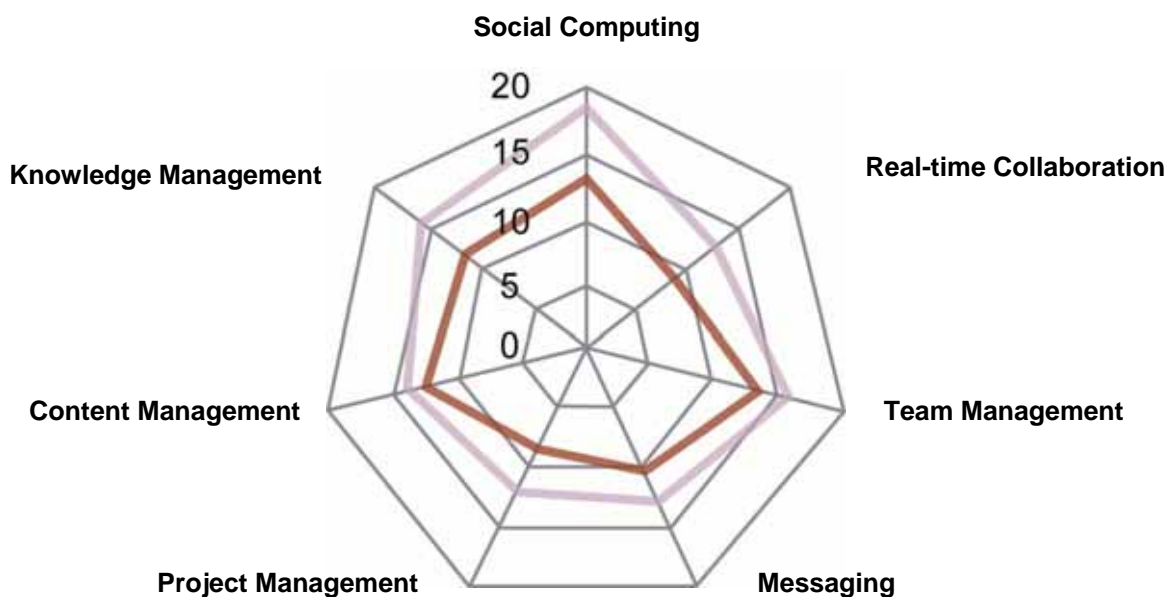 Social Computing
20
15
10
5
0
Real-time Collaboration
Knowledge Management
Content Management
Team Management
Project Management
Messaging